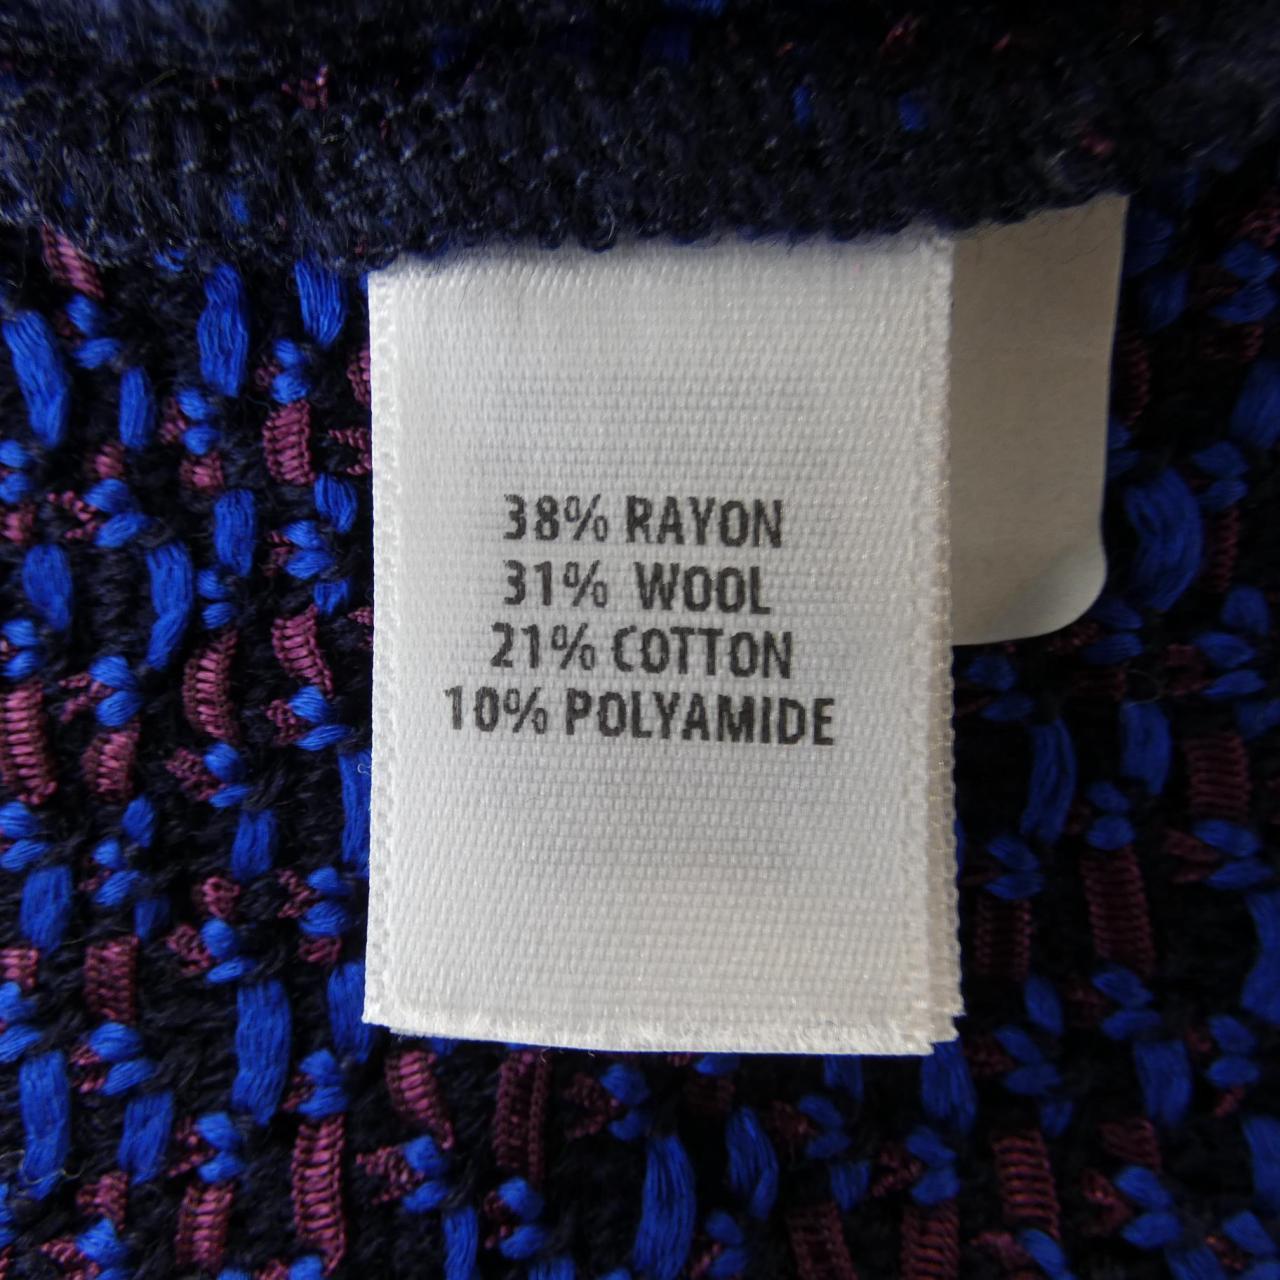 38% RAYON
31% WOOL
21% COTTON
10% POLYAMIDE